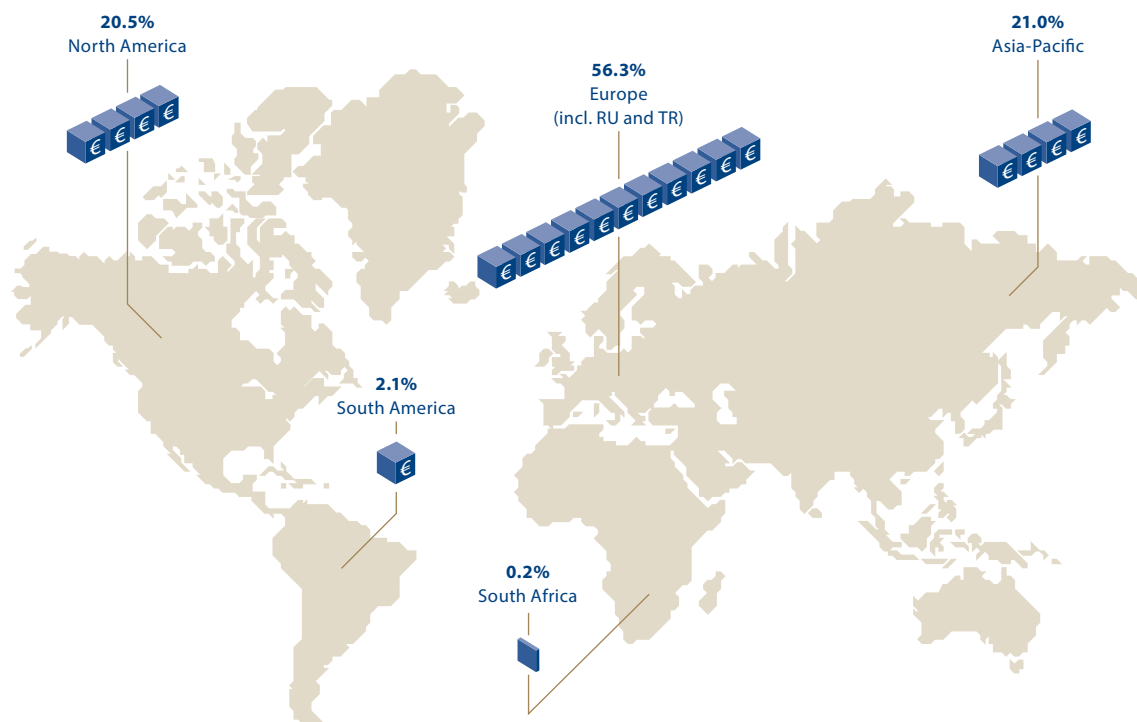 20.5%
North America
€ € € €
56.3%
Europe
(incl. RU and TR)
€ € € € € € € € € € €
21.0%
Asia-Pacific
€ € € €
2.1%
South America
€
0.2%
South Africa